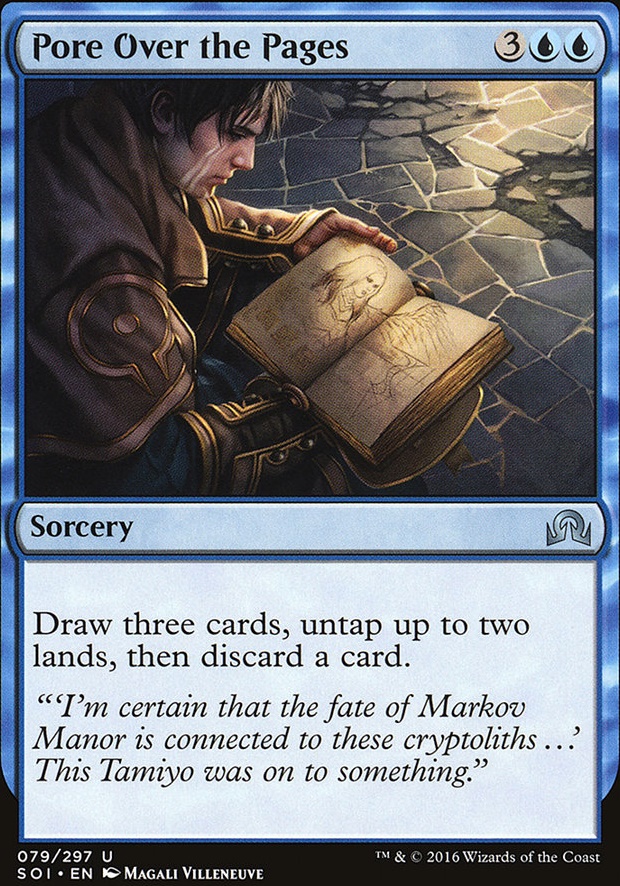 Pore Over the Pages 3
Sorcery
Draw three cards, untap up to two
lands, then discard a card.
“‘I’m certain that the fate of Markov
Manor is connected to these cryptoliths …’
This Tamiyo was on to something.”
079/297 U
SOI • EN Magali Villeneuve
™ & © 2016 Wizards of the Coast